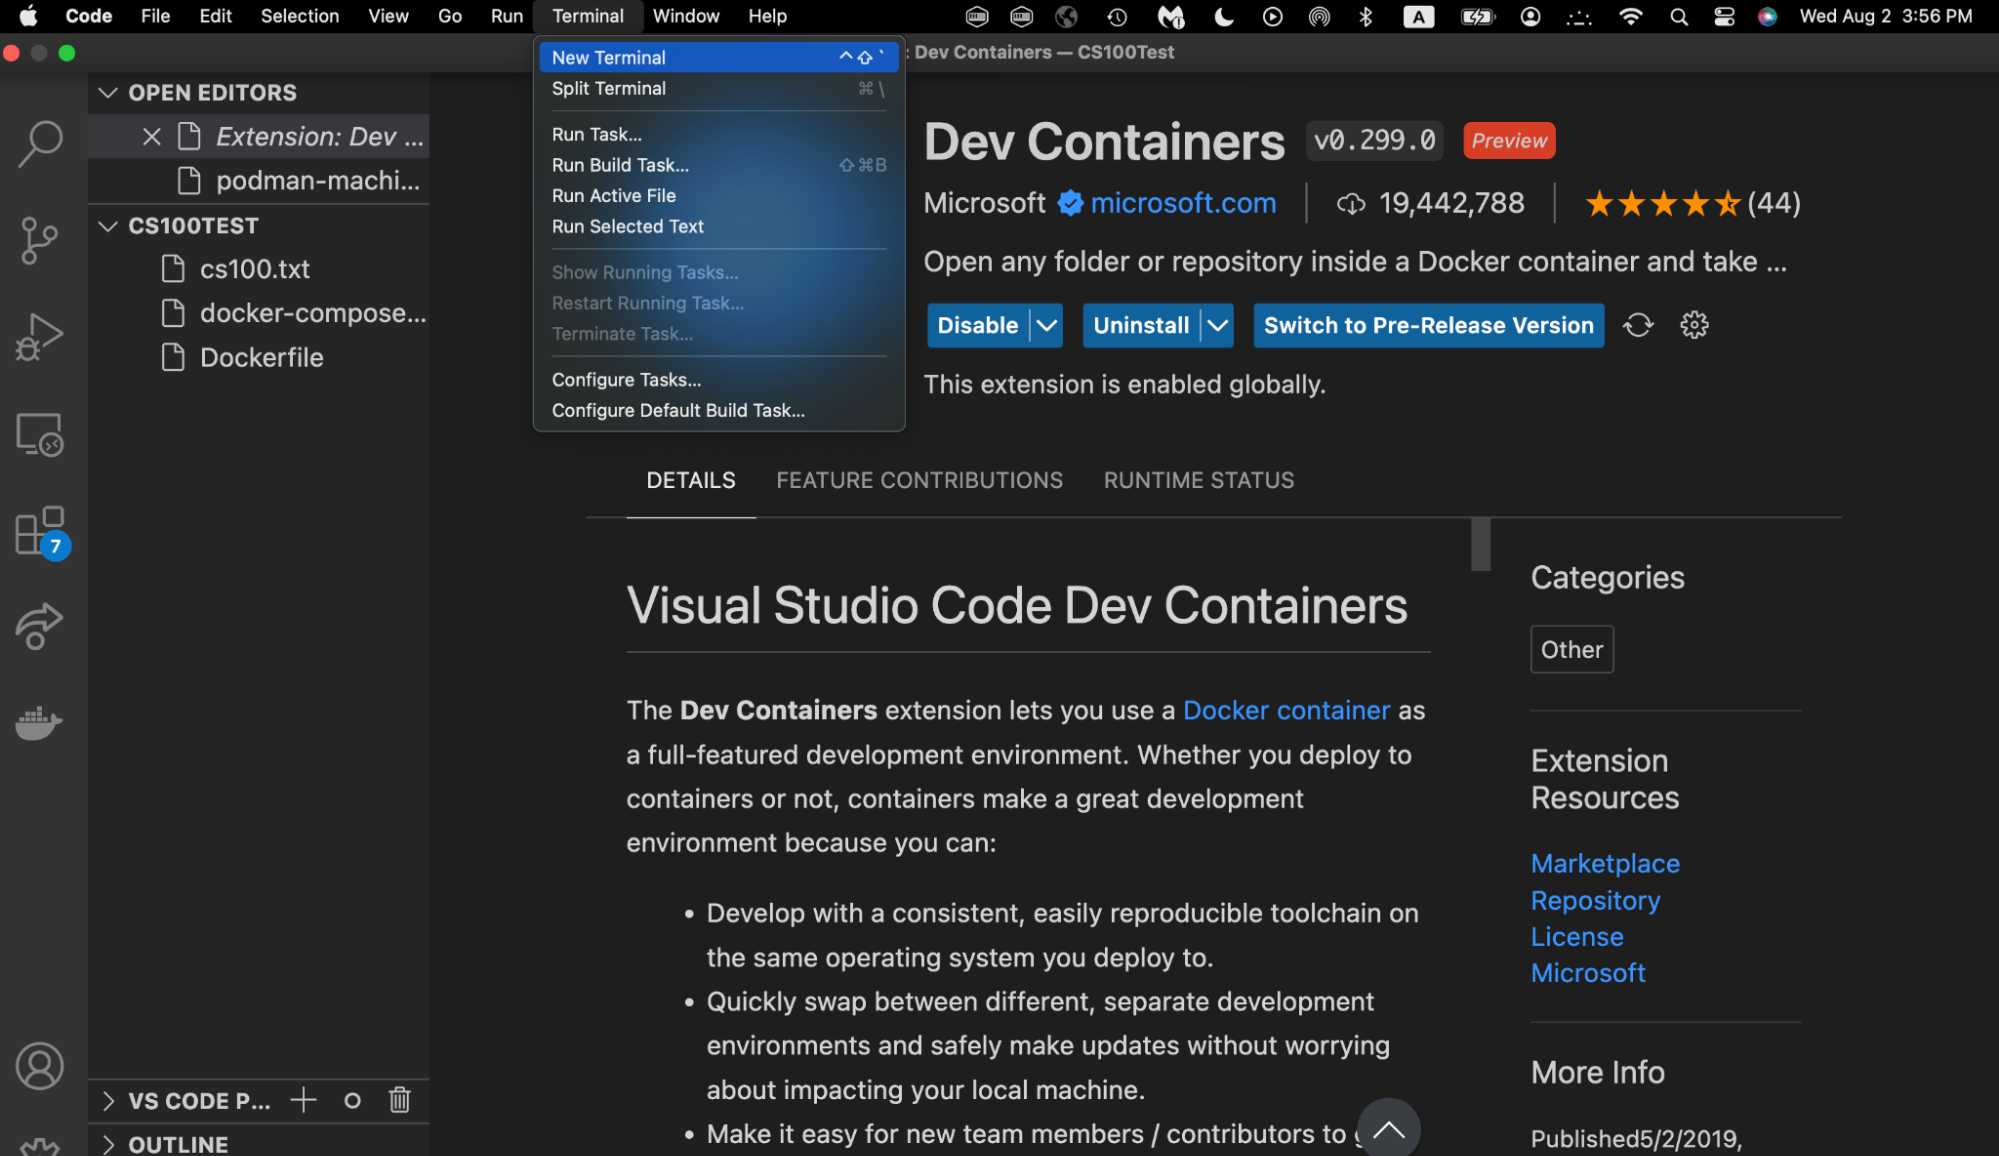 Code File Edit Selection View Go Run Terminal Window Help A Wed Aug 2 3:56 PM
: Dev Containers — CS100Test
New Terminal ^⇧`
Split Terminal ⌘\
Run Task...
Run Build Task... ⇧⌘B
Run Active File
Run Selected Text
Show Running Tasks...
Restart Running Task...
Terminate Task...
Configure Tasks...
Configure Default Build Task...
OPEN EDITORS
Extension: Dev ...
podman-machi...
CS100TEST
cs100.txt
docker-compose...
Dockerfile
7
VS CODE P...
OUTLINE
Dev Containers v0.299.0 Preview
Microsoft microsoft.com 19,442,788 (44)
Open any folder or repository inside a Docker container and take ...
Disable Uninstall Switch to Pre-Release Version
This extension is enabled globally.
DETAILS FEATURE CONTRIBUTIONS RUNTIME STATUS
Visual Studio Code Dev Containers
The Dev Containers extension lets you use a Docker container as
a full-featured development environment. Whether you deploy to
containers or not, containers make a great development
environment because you can:
• Develop with a consistent, easily reproducible toolchain on
the same operating system you deploy to.
• Quickly swap between different, separate development
environments and safely make updates without worrying
about impacting your local machine.
• Make it easy for new team members / contributors to
Categories
Other
Extension
Resources
Marketplace
Repository
License
Microsoft
More Info
Published5/2/2019,